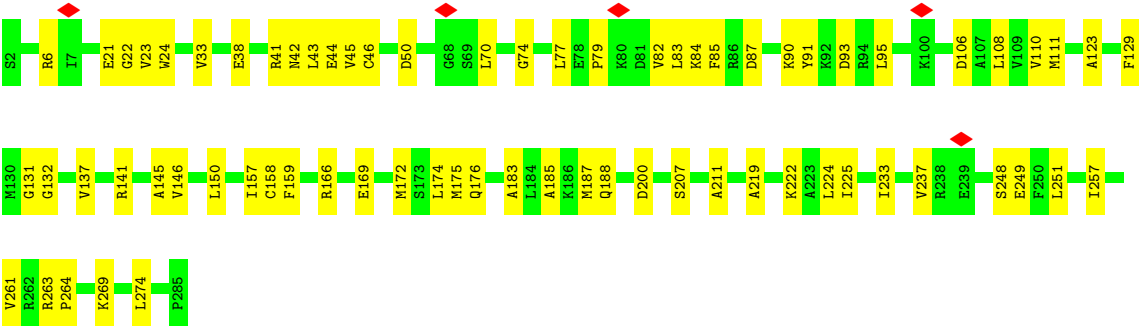 S2 R6 I7 E21 G22 V23 W24 V33 E38 R41 N42 L43 E44 V45 C46 D50 G68 S69 L70 G74 L77 E78 P79 K80 D81 V82 L83 K84 F85 R86 D87 K90 Y91 K92 D93 R94 L95 K100 D106 A107 L108 V109 V110 M111 A123 F129
M130 G131 G132 V137 R141 A145 V146 L150 I157 C158 F159 R166 E169 M172 S173 L174 M175 Q176 A183 L184 A185 K186 M187 Q188 D200 S207 A211 A219 K222 A223 L224 I225 I233 V237 R238 E239 S248 E249 F250 L251 I257
V261 R262 R263 P264 K269 L274 P285